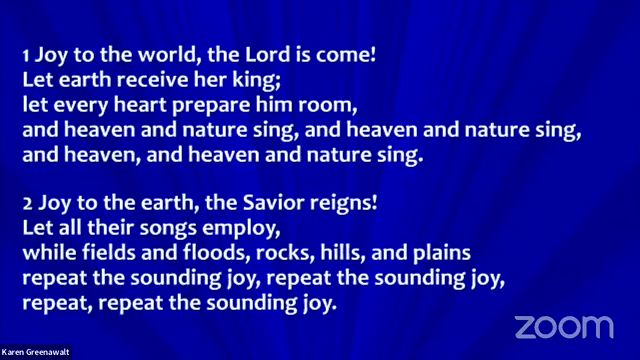 1 Joy to the world, the Lord is come!
Let earth receive her king;
let every heart prepare him room,
and heaven and nature sing, and heaven and nature sing,
and heaven, and heaven and nature sing.
2 Joy to the earth, the Savior reigns!
Let all their songs employ,
while fields and floods, rocks, hills, and plains
repeat the sounding joy, repeat the sounding joy,
repeat, repeat the sounding joy.
zoom
Karen Greenawalt